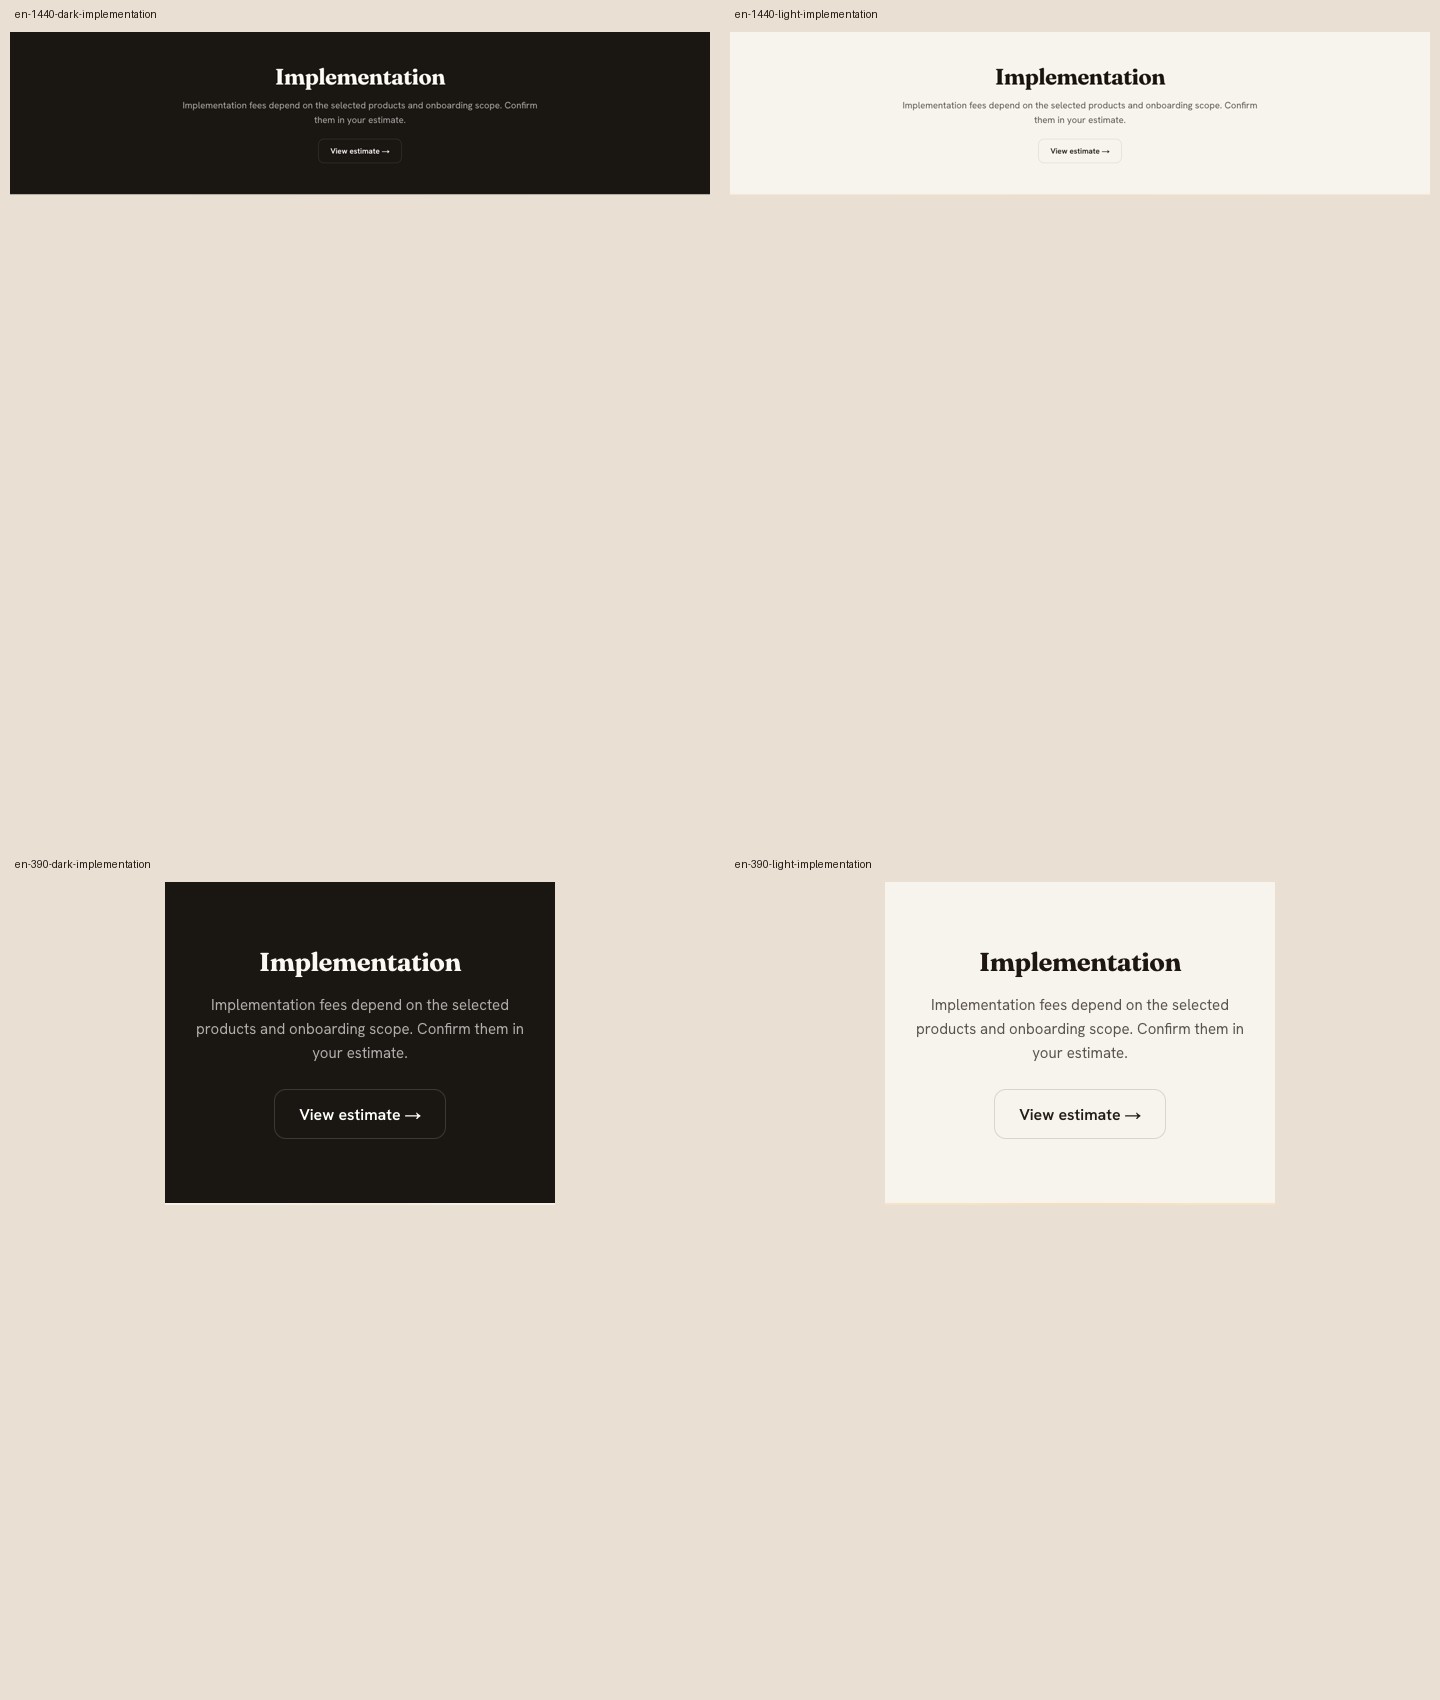 en-1440-dark-implementation
Implementation
Implementation fees depend on the selected products and onboarding scope. Confirm
them in your estimate.
View estimate →
en-1440-light-implementation
Implementation
Implementation fees depend on the selected products and onboarding scope. Confirm
them in your estimate.
View estimate →
en-390-dark-implementation
Implementation
Implementation fees depend on the selected
products and onboarding scope. Confirm them in
your estimate.
View estimate →
en-390-light-implementation
Implementation
Implementation fees depend on the selected
products and onboarding scope. Confirm them in
your estimate.
View estimate →